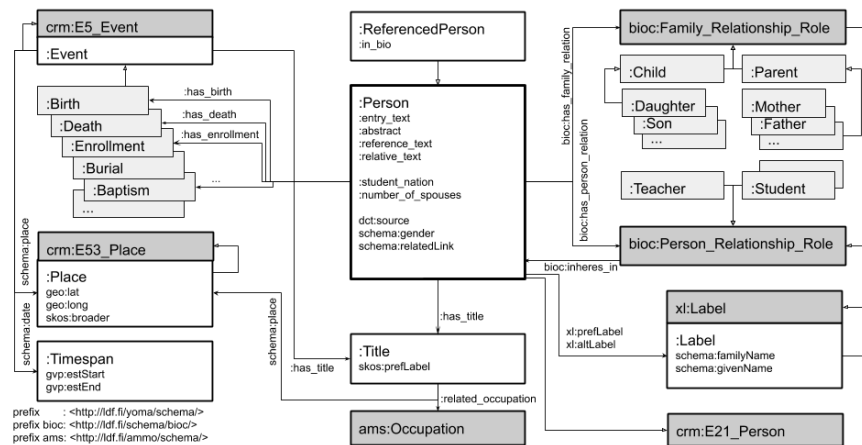 crm:E5_Event
:Event
:Birth
:Death
:Enrollment
:Burial
:Baptism
...
:has_birth
:has_death
:has_enrollment
...
schema:place
crm:E53_Place
:Place
geo:lat
geo:long
skos:broader
schema:date
:Timespan
gvp:estStart
gvp:estEnd
prefix : <http://ldf.fi/yoma/schema/>
prefix bioc: <http://ldf.fi/schema/bioc/>
prefix ams: <http://ldf.fi/ammo/schema/>
:ReferencedPerson
:in_bio
:Person
:entry_text
:abstract
:reference_text
:relative_text
:student_nation
:number_of_spouses
dct:source
schema:gender
schema:relatedLink
:has_title
schema:place
:has_title
:Title
skos:prefLabel
:related_occupation
ams:Occupation
bioc:has_family_relation
bioc:has_person_relation
bioc:Family_Relationship_Role
:Child
:Parent
:Daughter
:Son
...
:Mother
:Father
...
:Teacher
:Student
bioc:Person_Relationship_Role
bioc:inheres_in
xl:prefLabel
xl:altLabel
xl:Label
:Label
schema:familyName
schema:givenName
crm:E21_Person